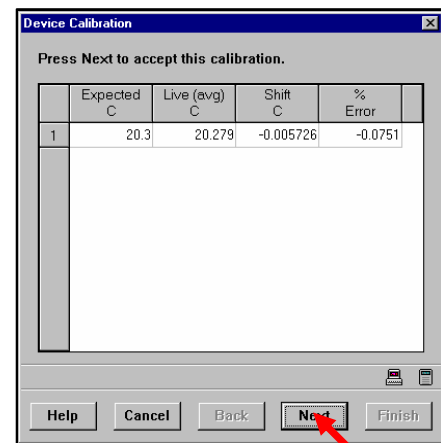 Device Calibration
Press Next to accept this calibration.
Expected C Live (avg) C Shift C % Error
1 20.3 20.279 -0.005726 -0.0751
Help Cancel Back Next Finish